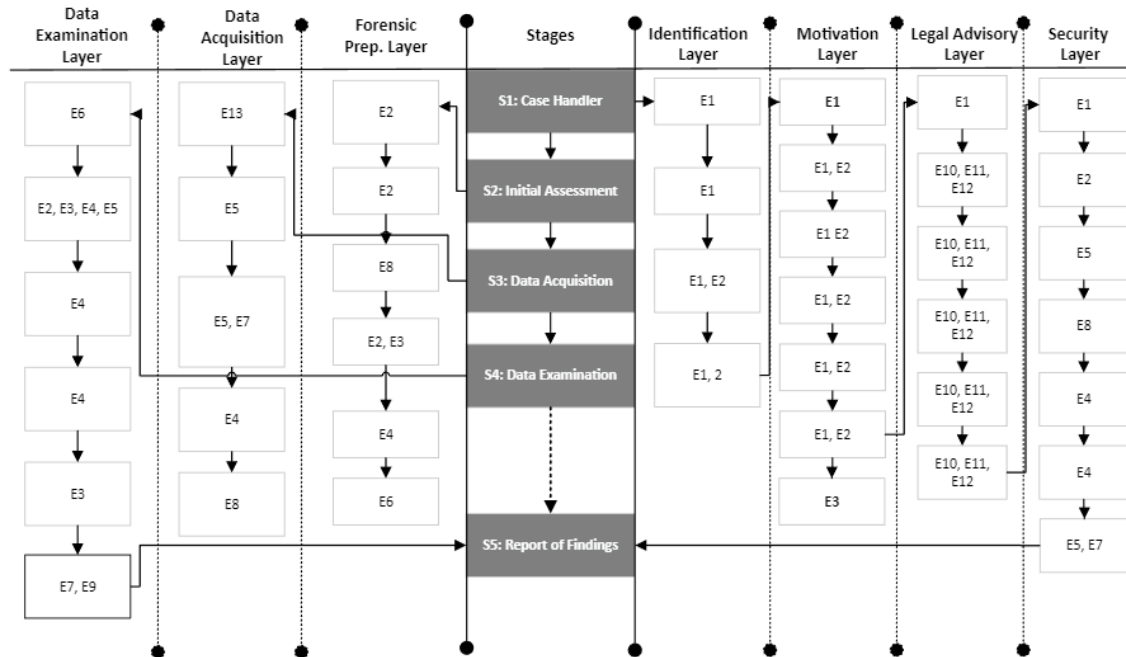 Data
Examination
Layer
Data
Acquisition
Layer
Forensic
Prep. Layer
Stages
Identification
Layer
Motivation
Layer
Legal Advisory
Layer
Security
Layer
E6
E2, E3, E4, E5
E4
E4
E3
E7, E9
E13
E5
E5, E7
E4
E8
E2
E2
E8
E2, E3
E4
E6
S1: Case Handler
S2: Initial Assessment
S3: Data Acquisition
S4: Data Examination
S5: Report of Findings
E1
E1
E1, E2
E1, 2
E1
E1, E2
E1 E2
E1, E2
E1, E2
E1, E2
E3
E1
E10, E11,
E12
E10, E11,
E12
E10, E11,
E12
E10, E11,
E12
E10, E11,
E12
E1
E2
E5
E8
E4
E4
E5, E7